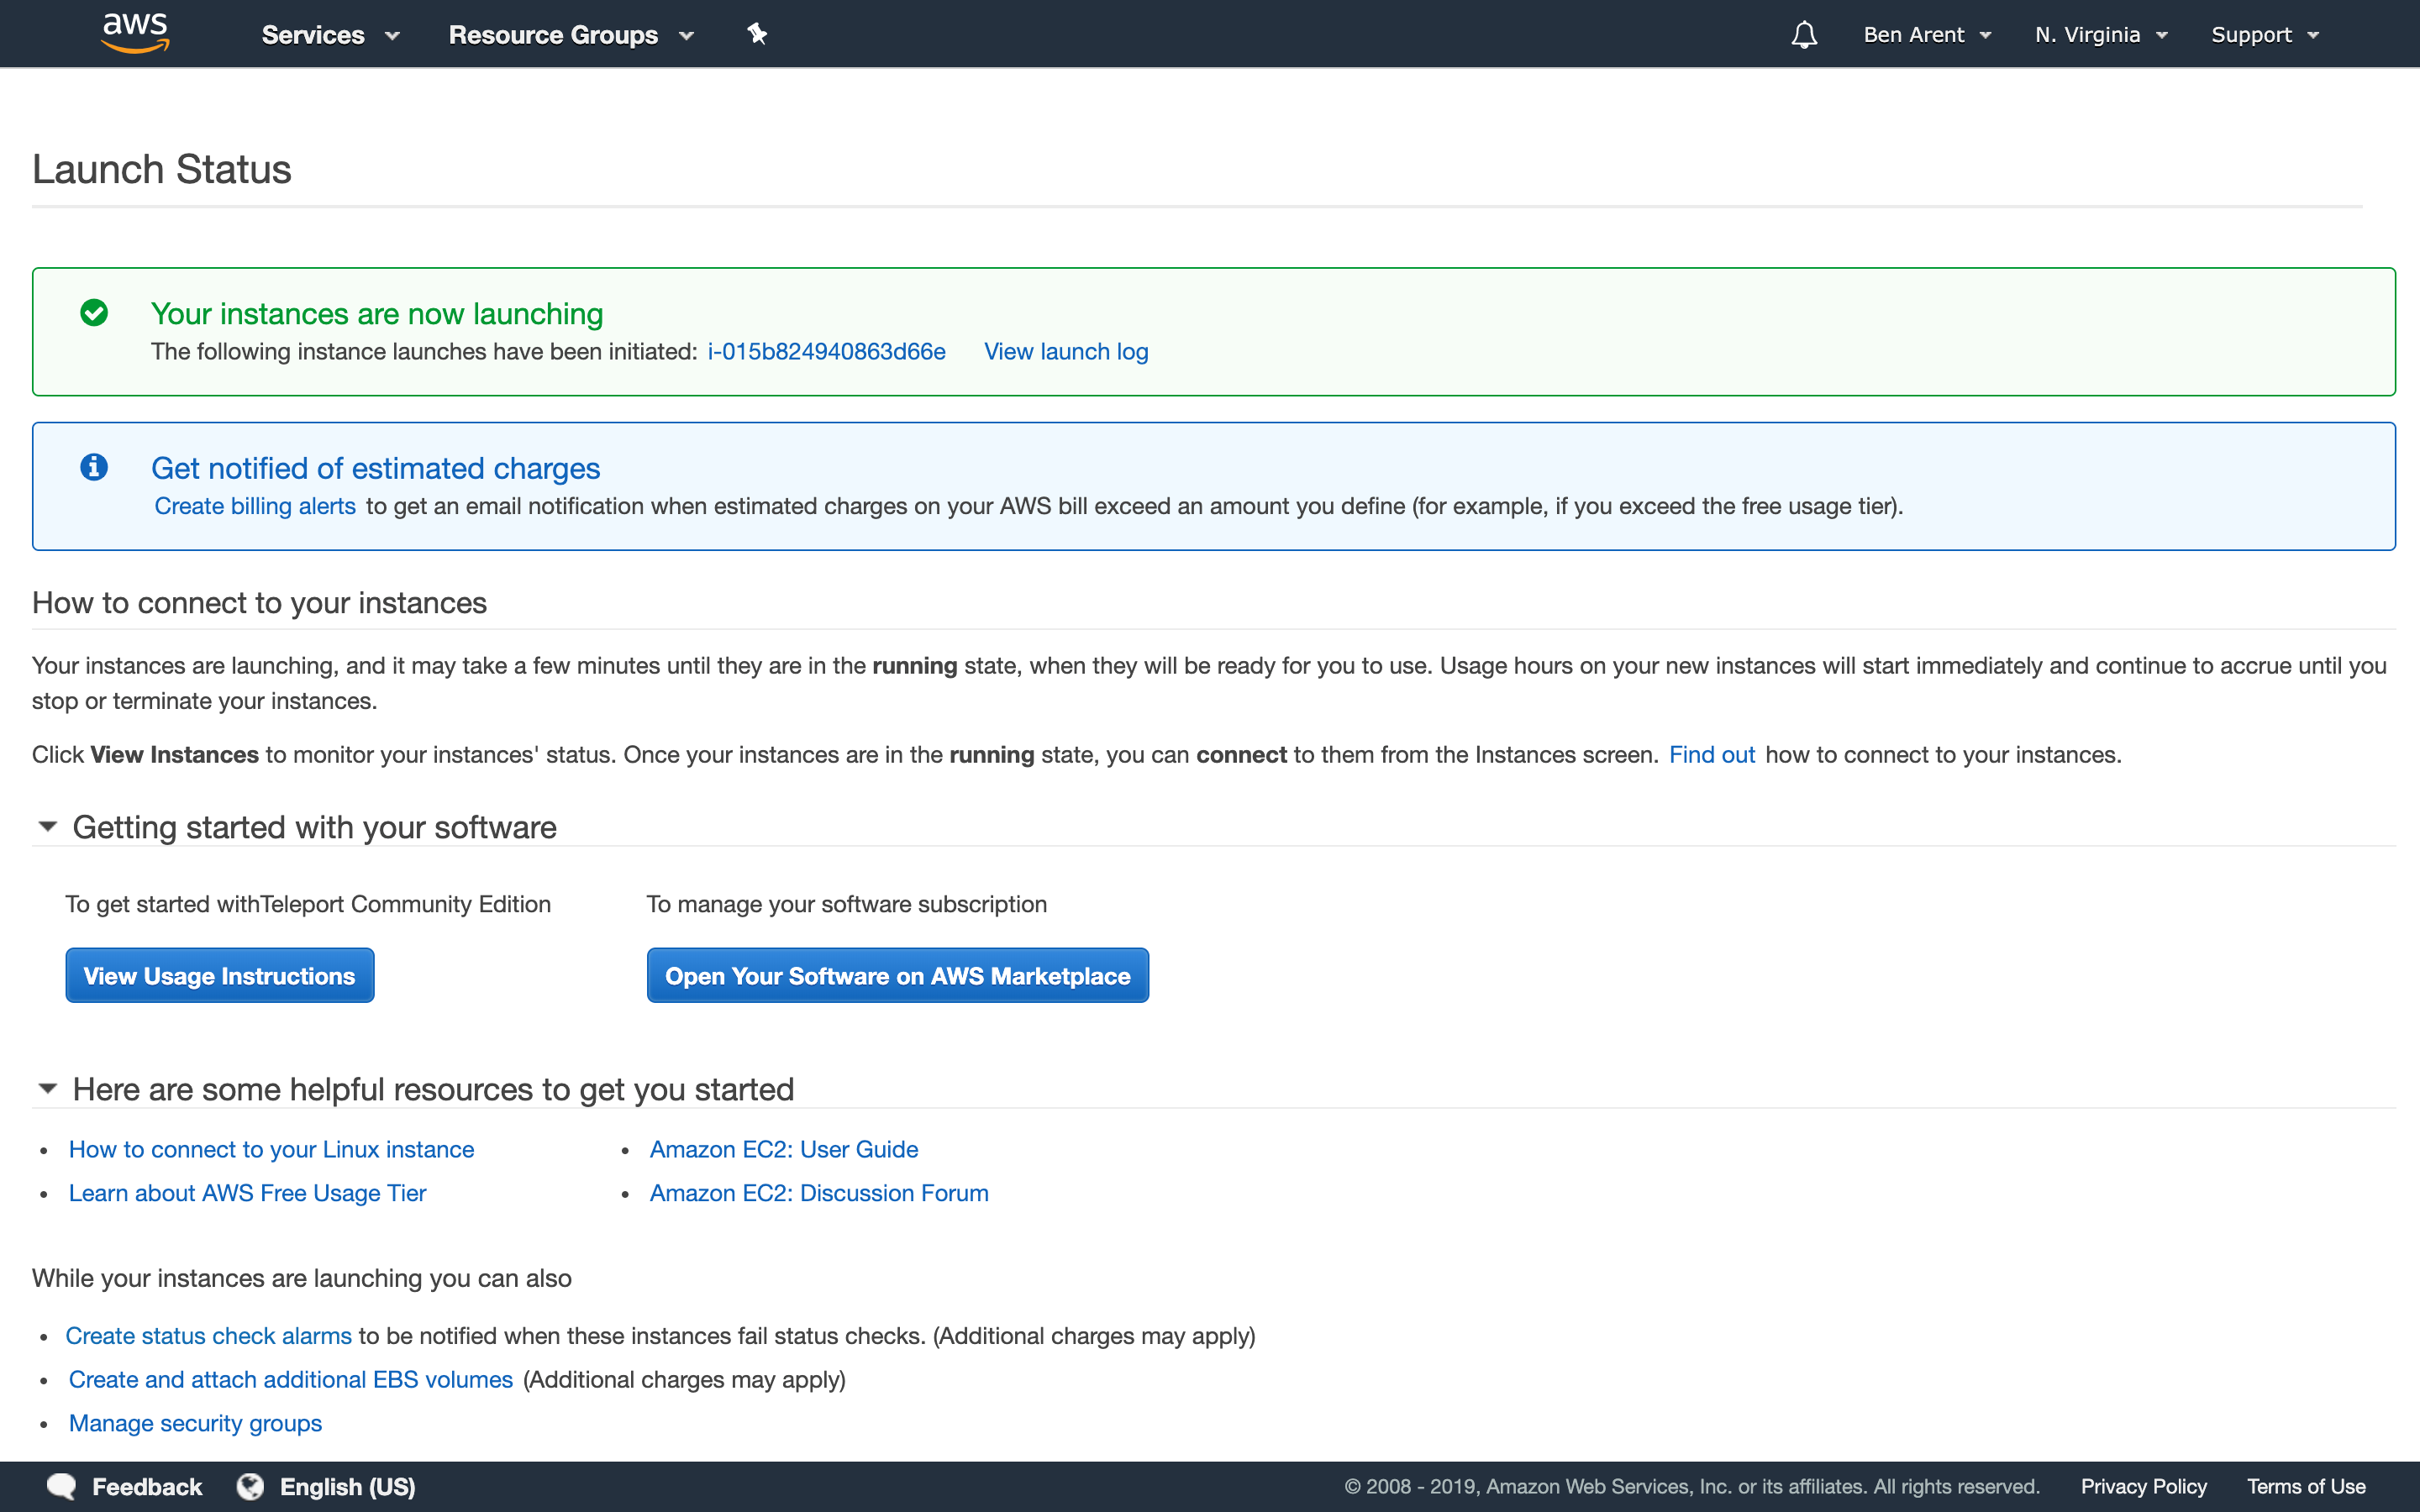 aws Services Resource Groups Ben Arent N. Virginia Support
Launch Status
Your instances are now launching
The following instance launches have been initiated: i-015b824940863d66e View launch log
Get notified of estimated charges
Create billing alerts to get an email notification when estimated charges on your AWS bill exceed an amount you define (for example, if you exceed the free usage tier).
How to connect to your instances
Your instances are launching, and it may take a few minutes until they are in the running state, when they will be ready for you to use. Usage hours on your new instances will start immediately and continue to accrue until you
stop or terminate your instances.
Click View Instances to monitor your instances' status. Once your instances are in the running state, you can connect to them from the Instances screen. Find out how to connect to your instances.
Getting started with your software
To get started withTeleport Community Edition To manage your software subscription
View Usage Instructions Open Your Software on AWS Marketplace
Here are some helpful resources to get you started
• How to connect to your Linux instance • Amazon EC2: User Guide
• Learn about AWS Free Usage Tier • Amazon EC2: Discussion Forum
While your instances are launching you can also
• Create status check alarms to be notified when these instances fail status checks. (Additional charges may apply)
• Create and attach additional EBS volumes (Additional charges may apply)
• Manage security groups
Feedback English (US) © 2008 - 2019, Amazon Web Services, Inc. or its affiliates. All rights reserved. Privacy Policy Terms of Use